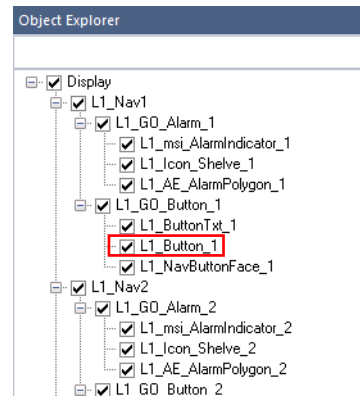 Object Explorer
Display
L1_Nav1
L1_GO_Alarm_1
L1_msi_AlarmIndicator_1
L1_Icon_Shelve_1
L1_AE_AlarmPolygon_1
L1_GO_Button_1
L1_ButtonTxt_1
L1_Button_1
L1_NavButtonFace_1
L1_Nav2
L1_GO_Alarm_2
L1_msi_AlarmIndicator_2
L1_Icon_Shelve_2
L1_AE_AlarmPolygon_2
L1_GO_Button_2